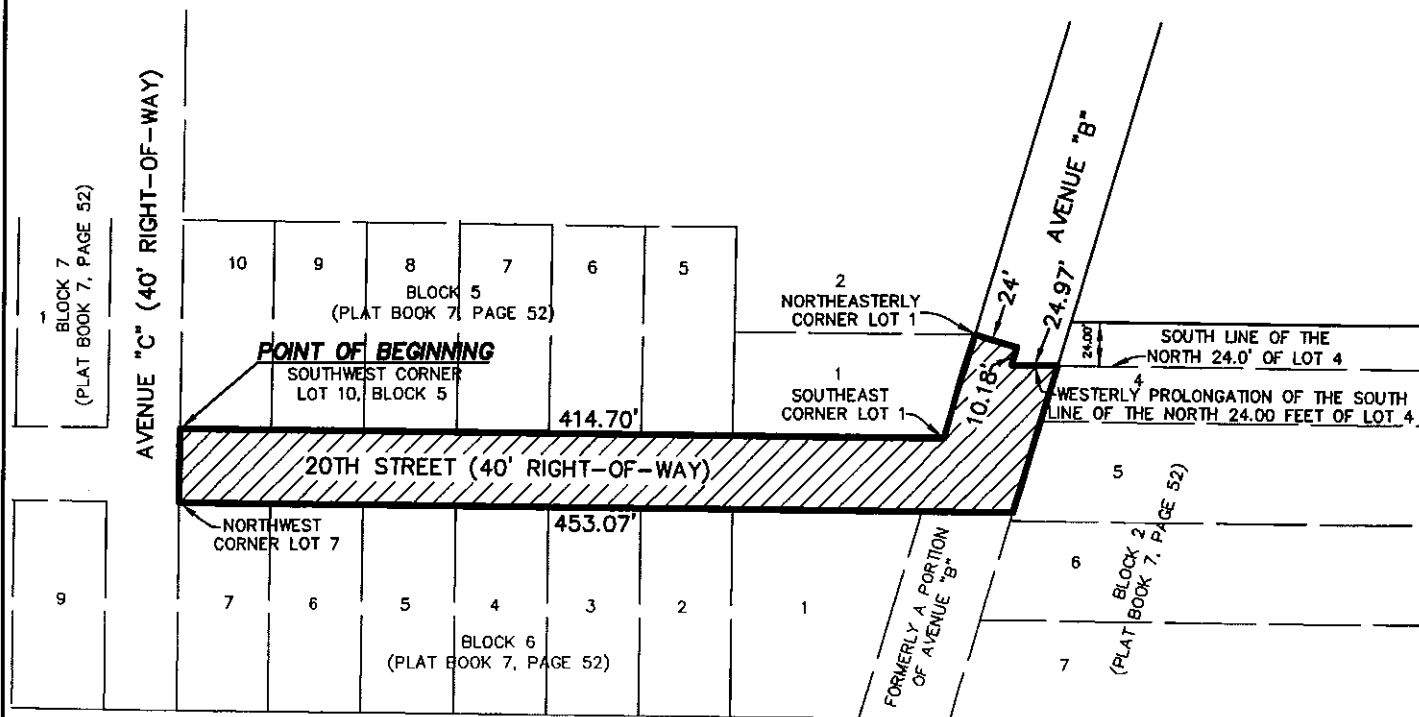 AVENUE "C" (40' RIGHT-OF-WAY)
1
BLOCK 7
(PLAT BOOK 7, PAGE 52)
10
9
8
7
6
5
BLOCK 5
(PLAT BOOK 7, PAGE 52)
POINT OF BEGINNING
SOUTHWEST CORNER
LOT 10, BLOCK 5
2
NORTHEASTERLY
CORNER LOT 1
1
SOUTHEAST
CORNER LOT 1
24'
24.97'
AVENUE "B"
10.18'
24.00'
SOUTH LINE OF THE
NORTH 24.0' OF LOT 4
4
WESTERLY PROLONGATION OF THE SOUTH
LINE OF THE NORTH 24.00 FEET OF LOT 4
414.70'
20TH STREET (40' RIGHT-OF-WAY)
453.07'
NORTHWEST
CORNER LOT 7
9
7
6
5
4
3
2
1
BLOCK 6
(PLAT BOOK 7, PAGE 52)
FORMERLY A PORTION
OF AVENUE "B"
5
6
7
BLOCK 2
(PLAT BOOK 7, PAGE 52)